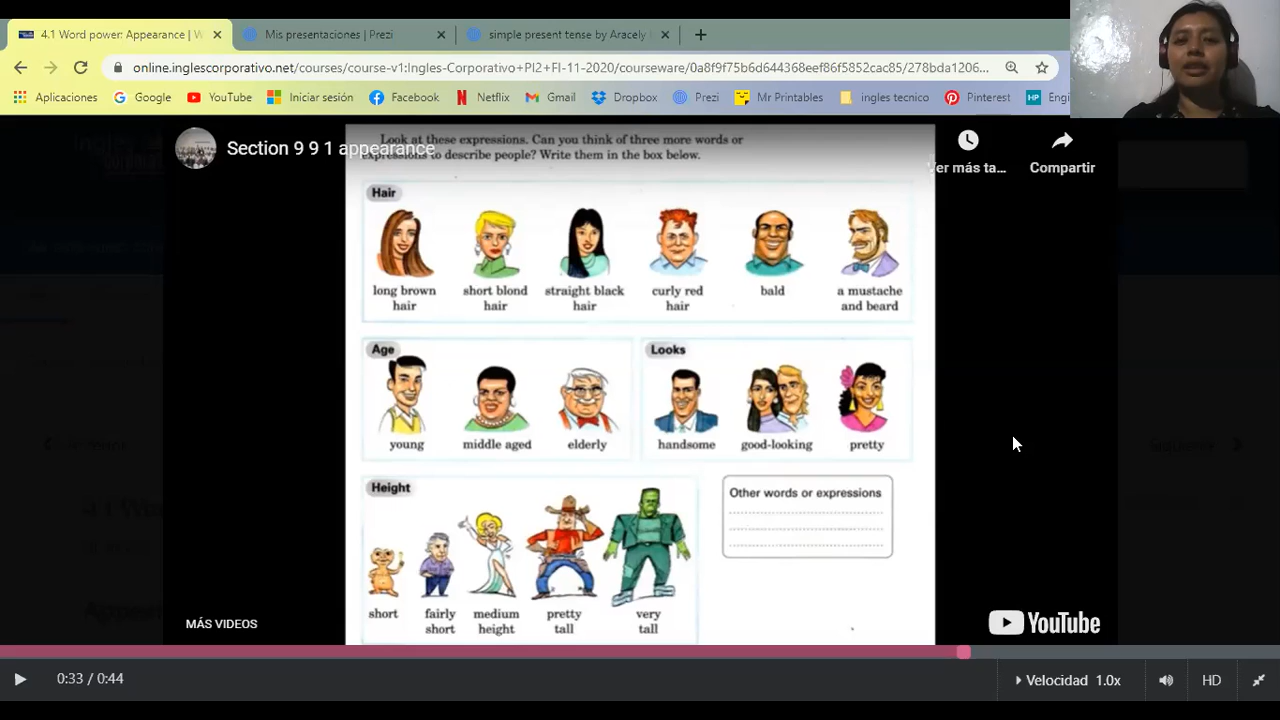 4.1 Word power: Appearance | W
Mis presentaciones | Prezi
simple present tense by Aracely
online.inglescorporativo.net/courses/course-v1:Ingles-Corporativo+PI2+FI-11-2020/courseware/0a8f9f75b6d644368eef86f5852cac85/278bda1206...
Aplicaciones
Google
YouTube
Iniciar sesión
Facebook
Netflix
Gmail
Dropbox
Prezi
Mr Printables
ingles tecnico
Pinterest
Engl
Section 9 9 1 appearance
Look at these expressions. Can you think of three more words or
expressions to describe people? Write them in the box below.
Ver más ta...
Compartir
Hair
long brown
hair
short blond
hair
straight black
hair
curly red
hair
bald
a mustache
and beard
Age
young
middle aged
elderly
Looks
handsome
good-looking
pretty
Height
short
fairly
short
medium
height
pretty
tall
very
tall
Other words or expressions
MÁS VIDEOS
YouTube
0:33 / 0:44
Velocidad 1.0x
HD